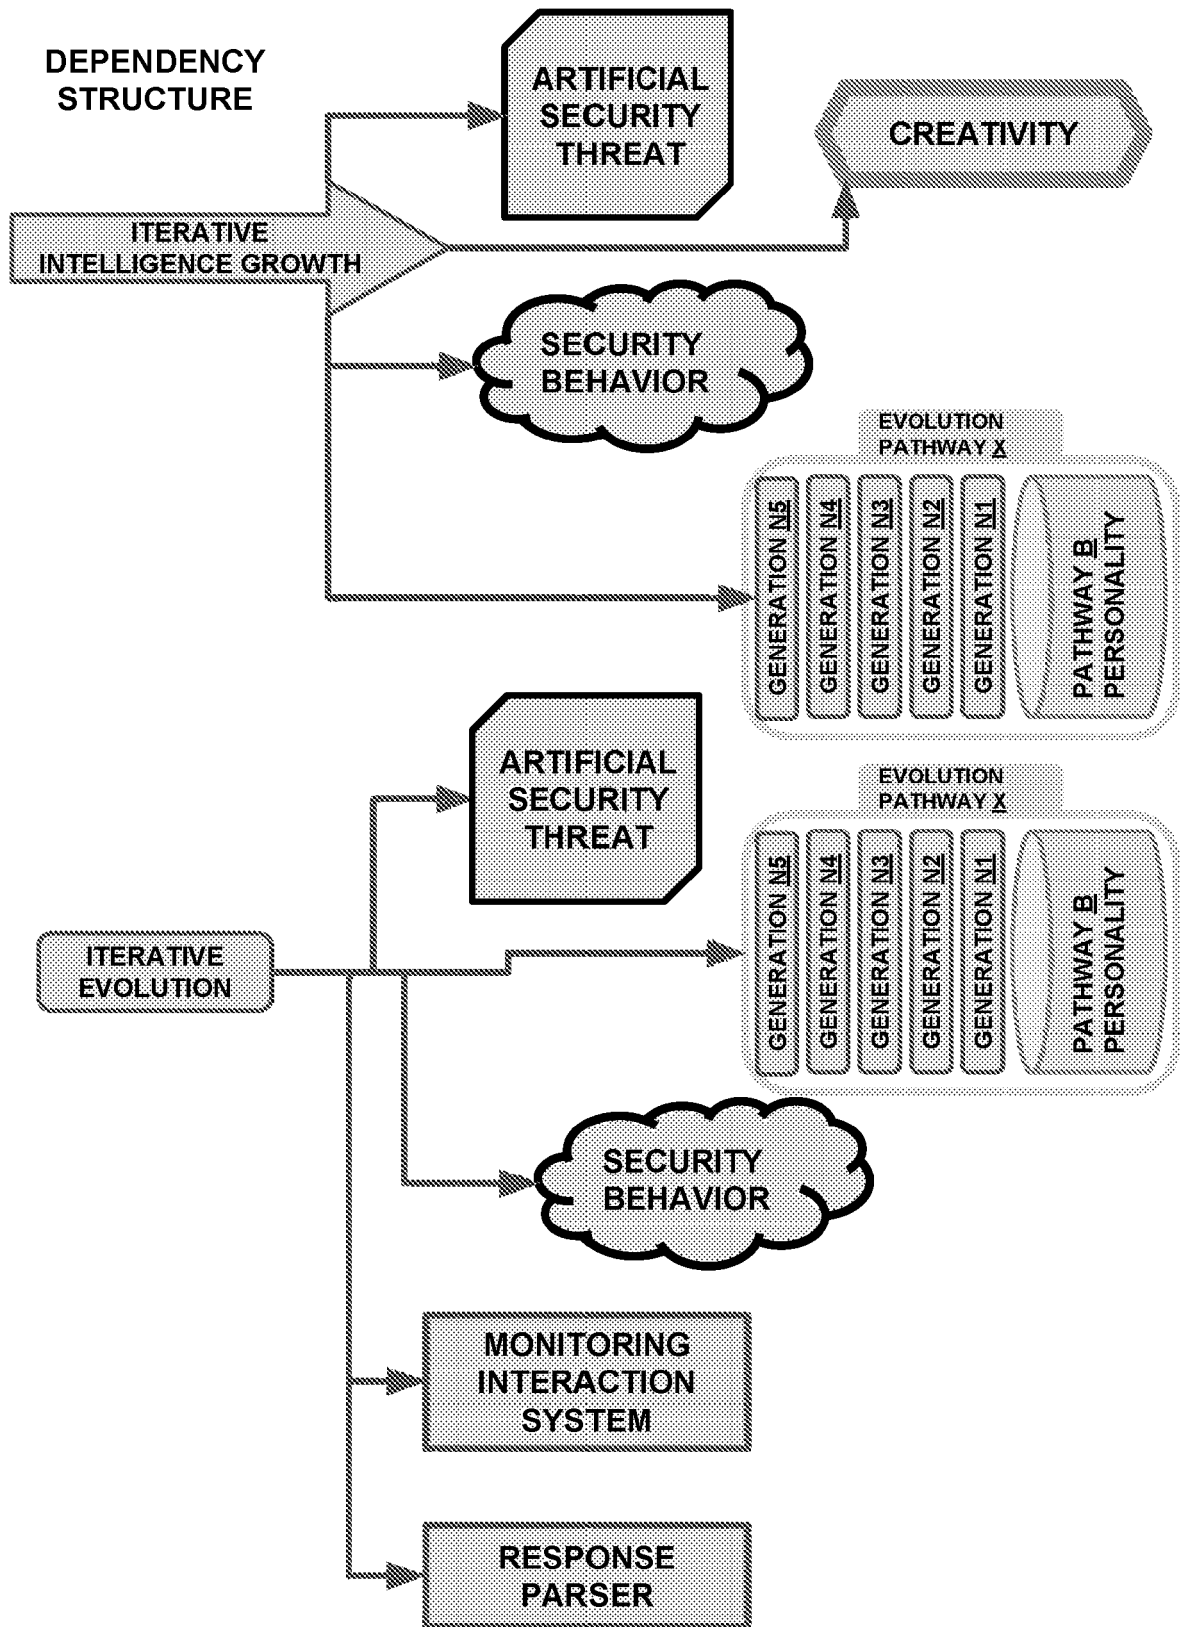 DEPENDENCY
STRUCTURE
ARTIFICIAL
SECURITY
THREAT
CREATIVITY
ITERATIVE
INTELLIGENCE GROWTH
SECURITY
BEHAVIOR
EVOLUTION
PATHWAY X
GENERATION N5
GENERATION N4
GENERATION N3
GENERATION N2
GENERATION N1
PATHWAY B
PERSONALITY
ARTIFICIAL
SECURITY
THREAT
EVOLUTION
PATHWAY X
GENERATION N5
GENERATION N4
GENERATION N3
GENERATION N2
GENERATION N1
PATHWAY B
PERSONALITY
ITERATIVE
EVOLUTION
SECURITY
BEHAVIOR
MONITORING
INTERACTION
SYSTEM
RESPONSE
PARSER